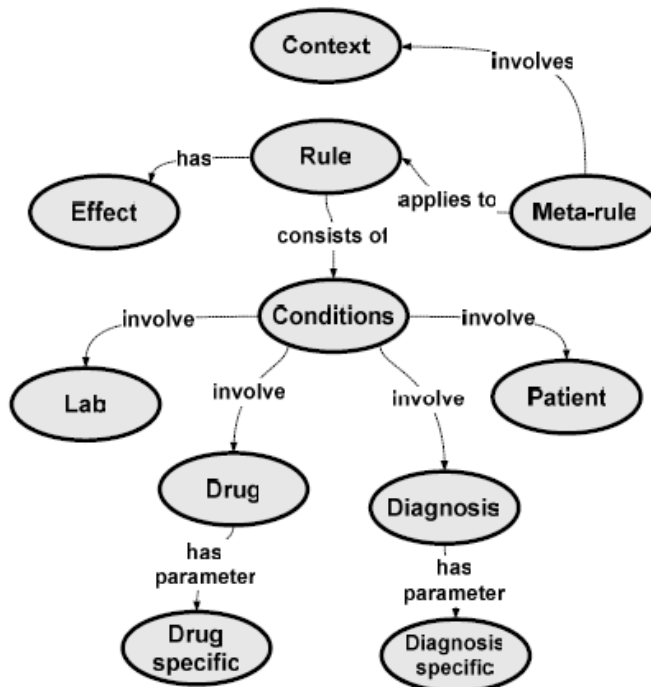 Context
involves
has
Rule
Effect
applies to
Meta-rule
consists of
involve
Conditions
involve
Lab
involve
involve
Patient
Drug
Diagnosis
has
parameter
has
parameter
Drug
specific
Diagnosis
specific